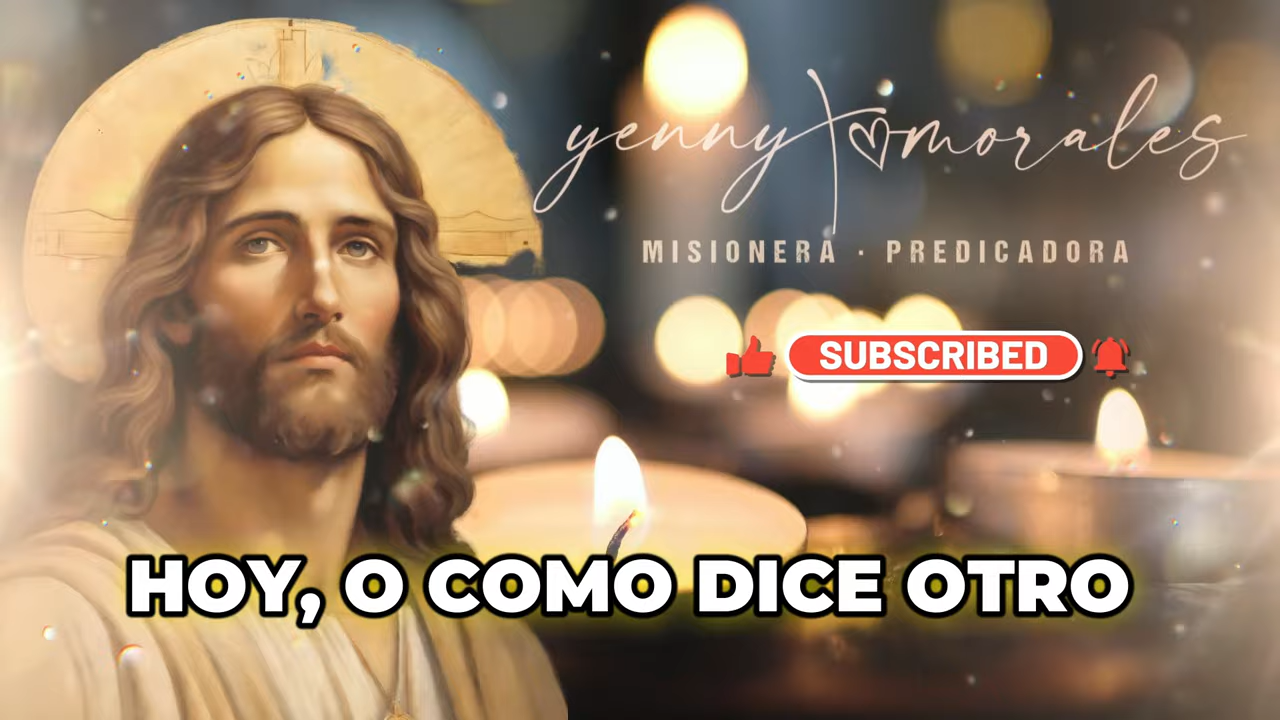 yenny morales
MISIONERA · PREDICADORA
SUBSCRIBED
HOY, O COMO DICE OTRO